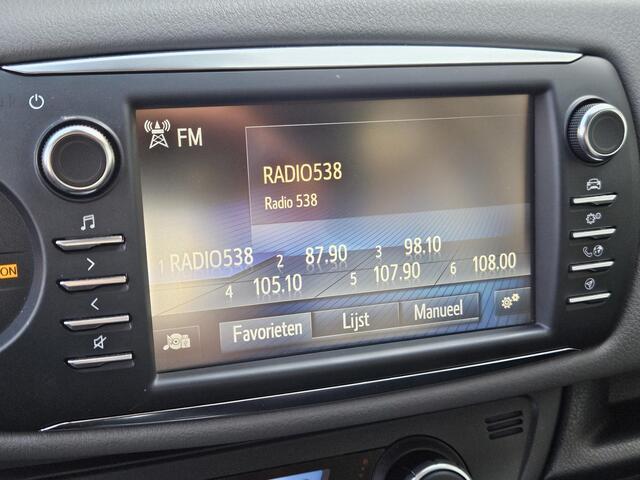 FM
RADIO538
Radio 538
1 RADIO538 2 87.90 3 98.10
4 105.10 5 107.90 6 108.00
Favorieten Lijst Manueel
ON